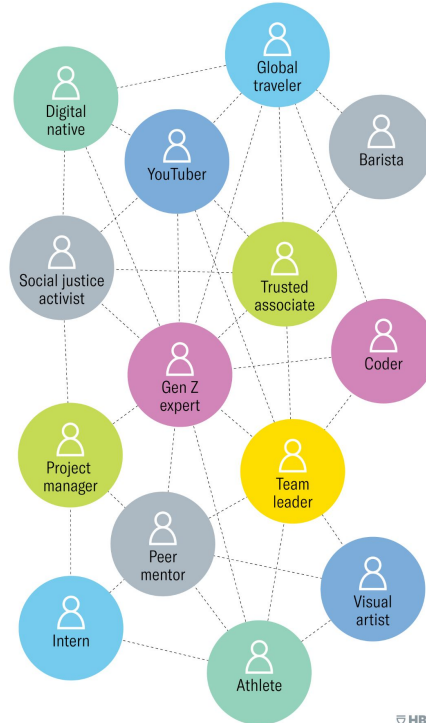 Global
traveler
Digital
native
Barista
YouTuber
Social justice
activist
Trusted
associate
Coder
Gen Z
expert
Project
manager
Team
leader
Peer
mentor
Visual
artist
Intern
Athlete
HB